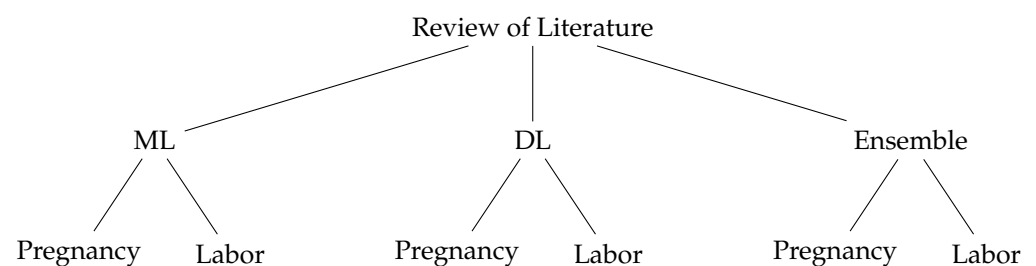 Review of Literature
ML DL Ensemble
Pregnancy Labor Pregnancy Labor Pregnancy Labor